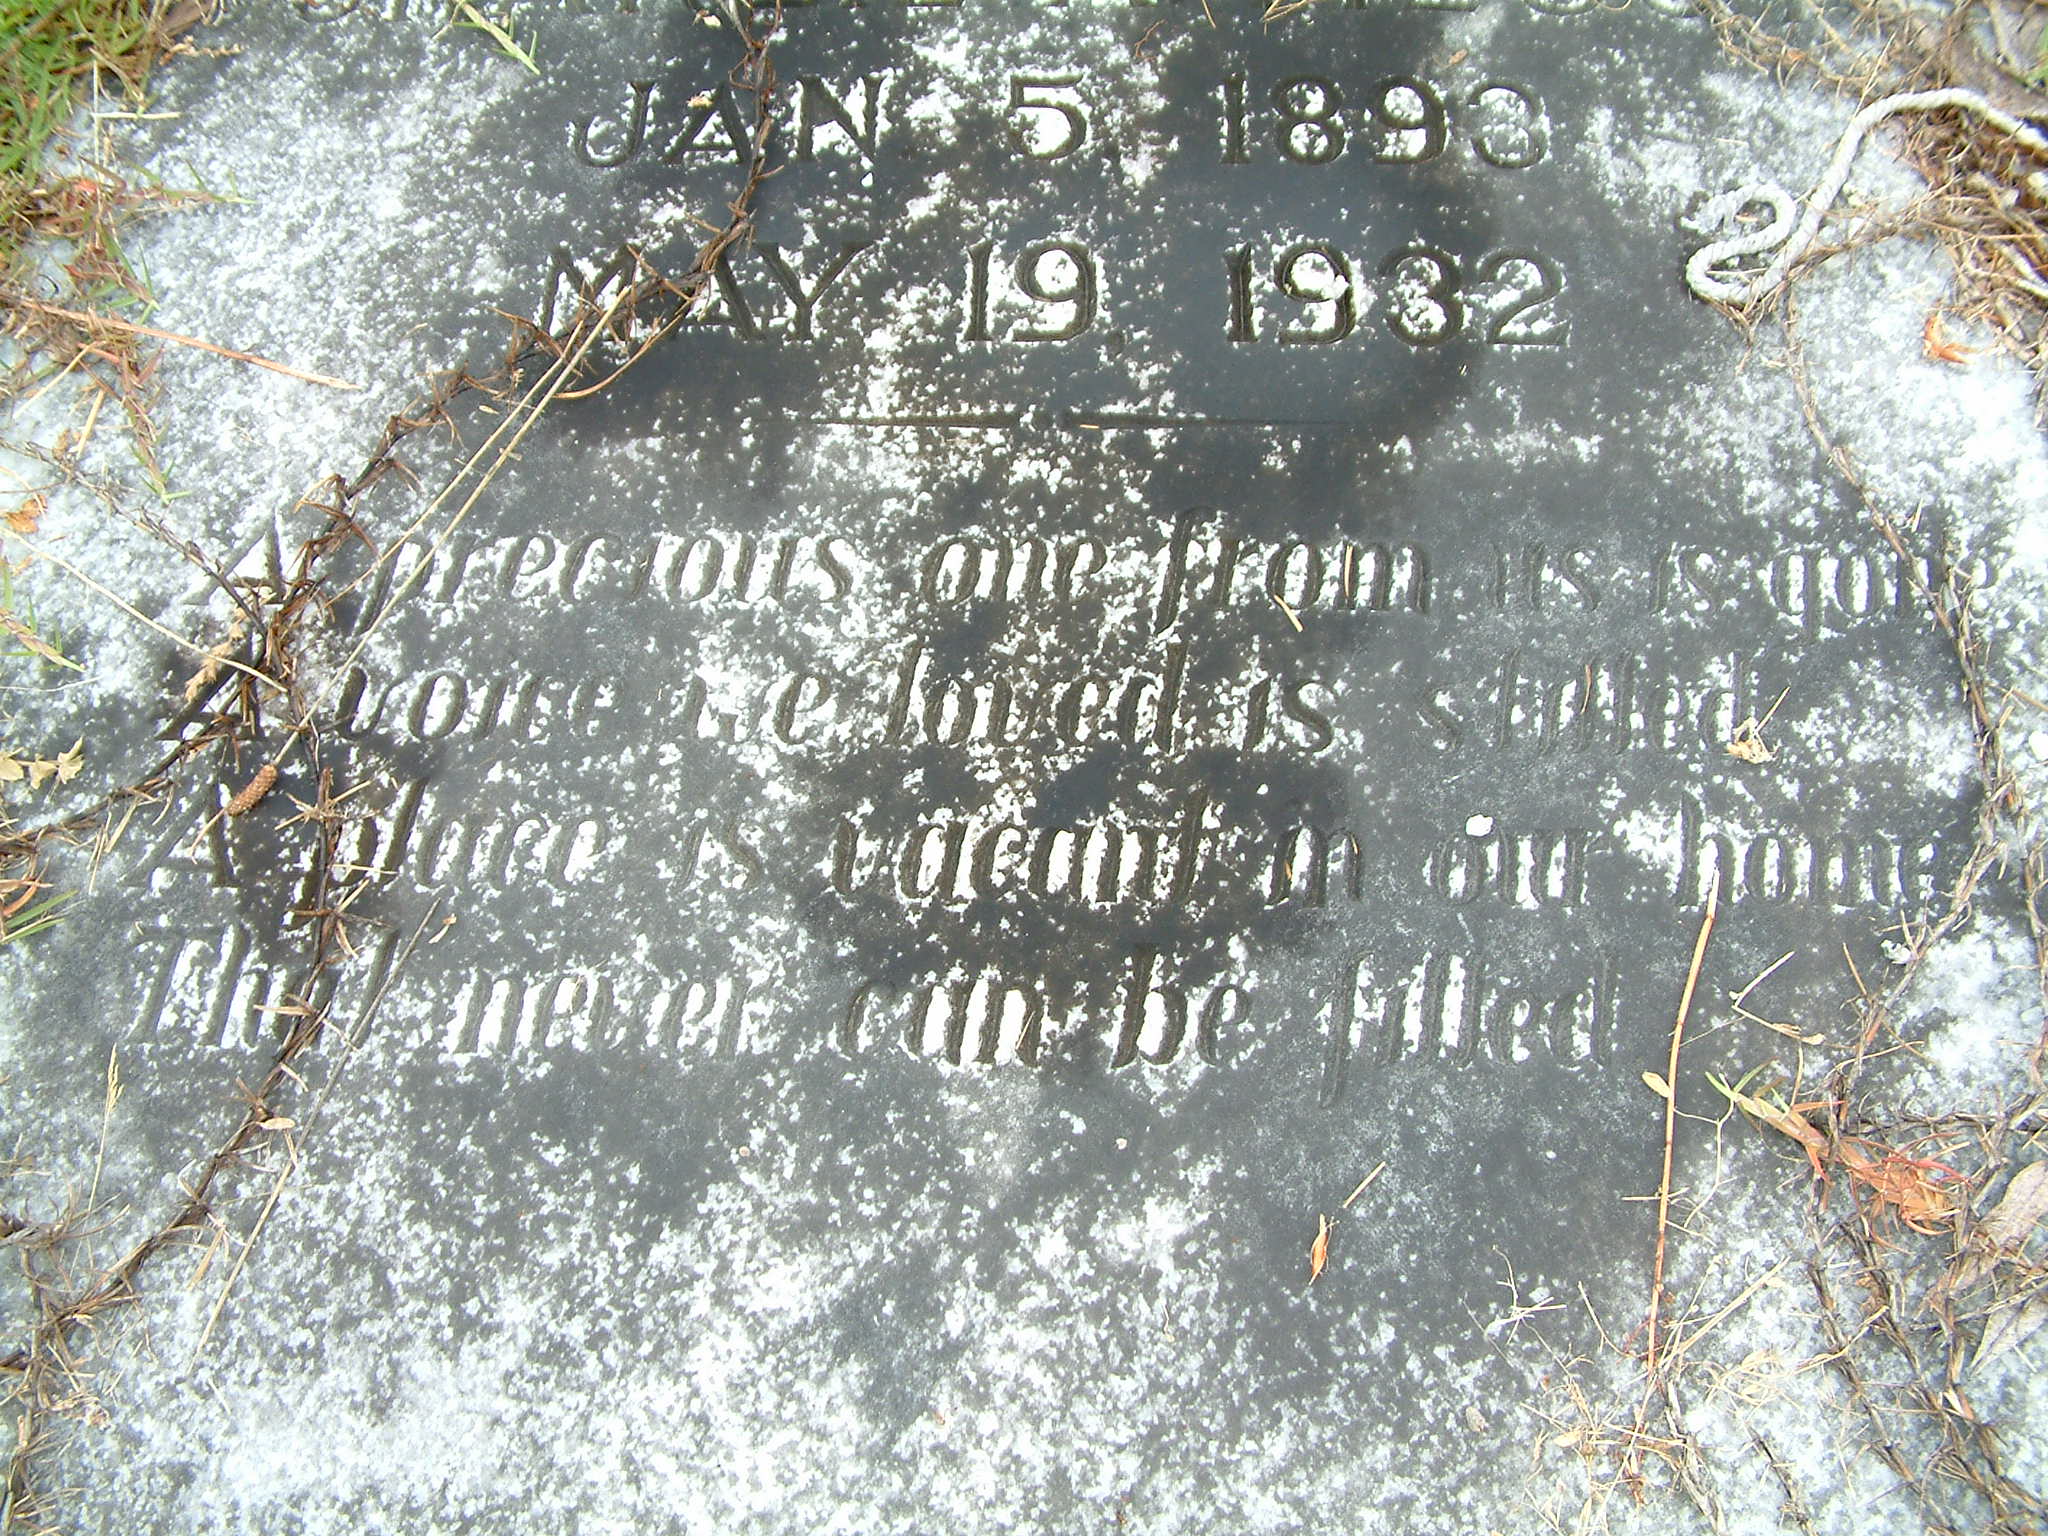 JAN 5, 1893
MAY 19, 1932
A precious one from us is gone
A voice we loved is stilled
A place is vacant in our home
That never can be filled